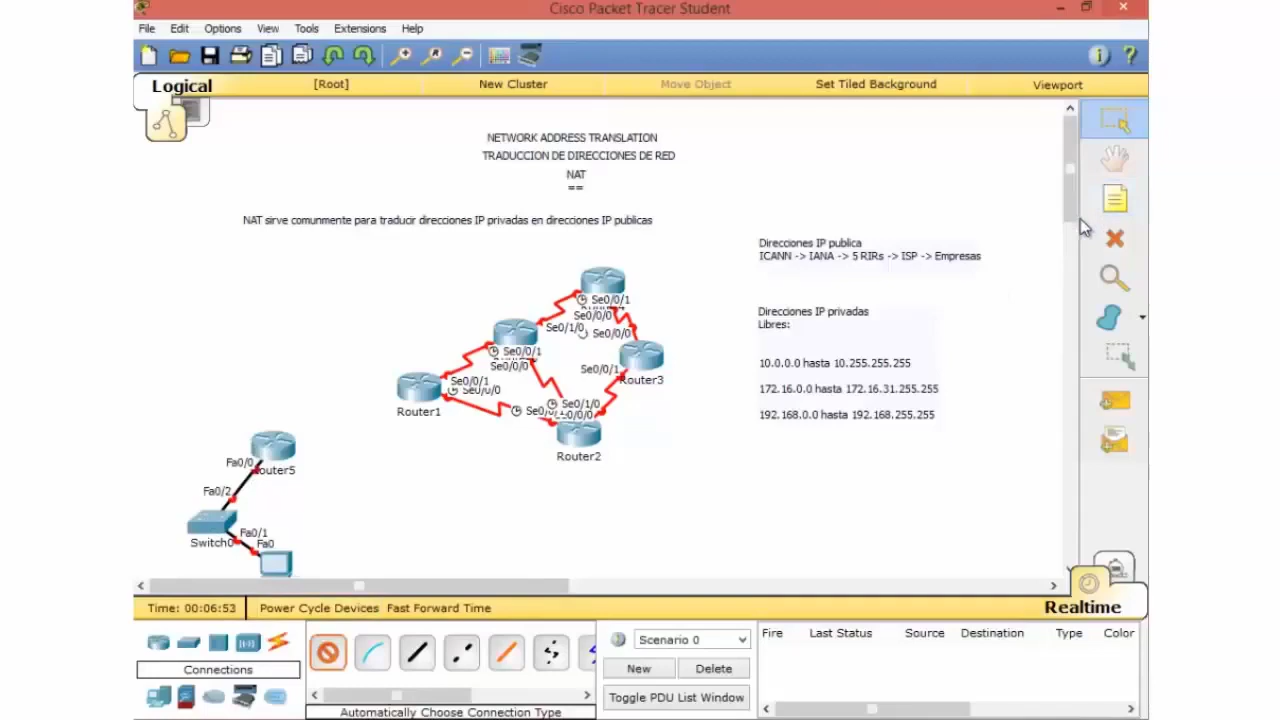 Cisco Packet Tracer Student
File Edit Options View Tools Extensions Help
Logical [Root] New Cluster Move Object Set Tiled Background Viewport
NETWORK ADDRESS TRANSLATION
TRADUCCION DE DIRECCIONES DE RED
NAT
==
NAT sirve comunmente para traducir direcciones IP privadas en direcciones IP publicas
Direcciones IP publica
ICANN -> IANA -> 5 RIRs -> ISP -> Empresas
Direcciones IP privadas
Libres:
10.0.0.0 hasta 10.255.255.255
172.16.0.0 hasta 172.16.31.255.255
192.168.0.0 hasta 192.168.255.255
Se0/0/1
Se0/0/0
Se0/1/0
Se0/0/0
Se0/0/1
Se0/0/0
Se0/0/1
Router3
Se0/0/1
Se0/0/0
Router1
Se0/1/0
Router2
Fa0/0
Fa0/2
Switch0
Fa0/1
Fa0
Time: 00:06:53 Power Cycle Devices Fast Forward Time
Realtime
Connections
Automatically Choose Connection Type
Scenario 0
New Delete
Toggle PDU List Window
Fire Last Status Source Destination Type Color